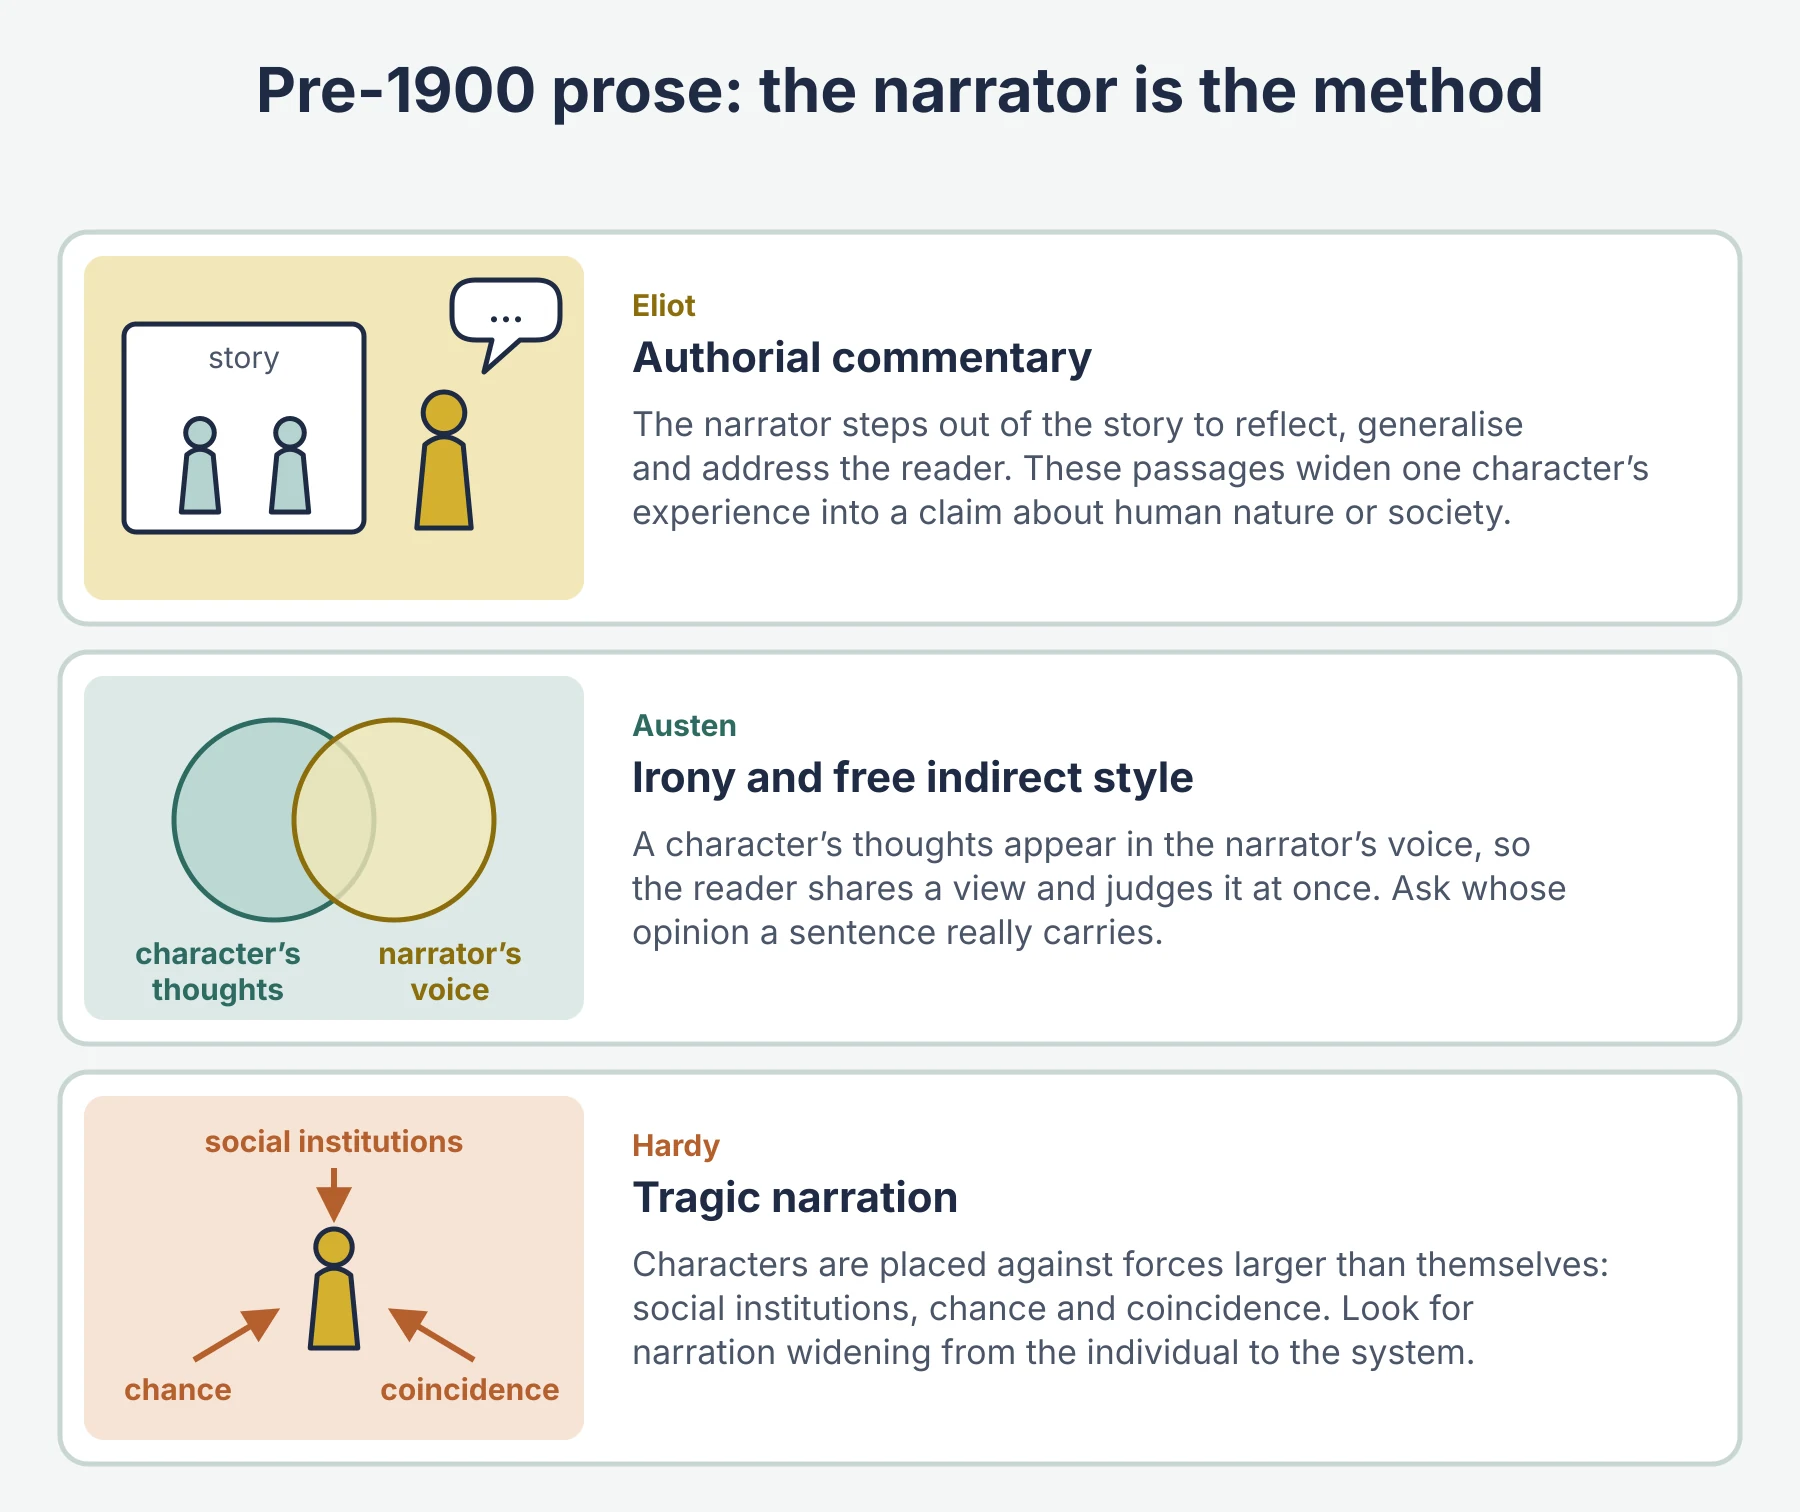 Pre-1900 prose: the narrator is the method
story
...
Eliot
Authorial commentary
The narrator steps out of the story to reflect, generalise
and address the reader. These passages widen one character’s
experience into a claim about human nature or society.
character’s
thoughts
narrator’s
voice
Austen
Irony and free indirect style
A character’s thoughts appear in the narrator’s voice, so
the reader shares a view and judges it at once. Ask whose
opinion a sentence really carries.
social institutions
chance
coincidence
Hardy
Tragic narration
Characters are placed against forces larger than themselves:
social institutions, chance and coincidence. Look for
narration widening from the individual to the system.